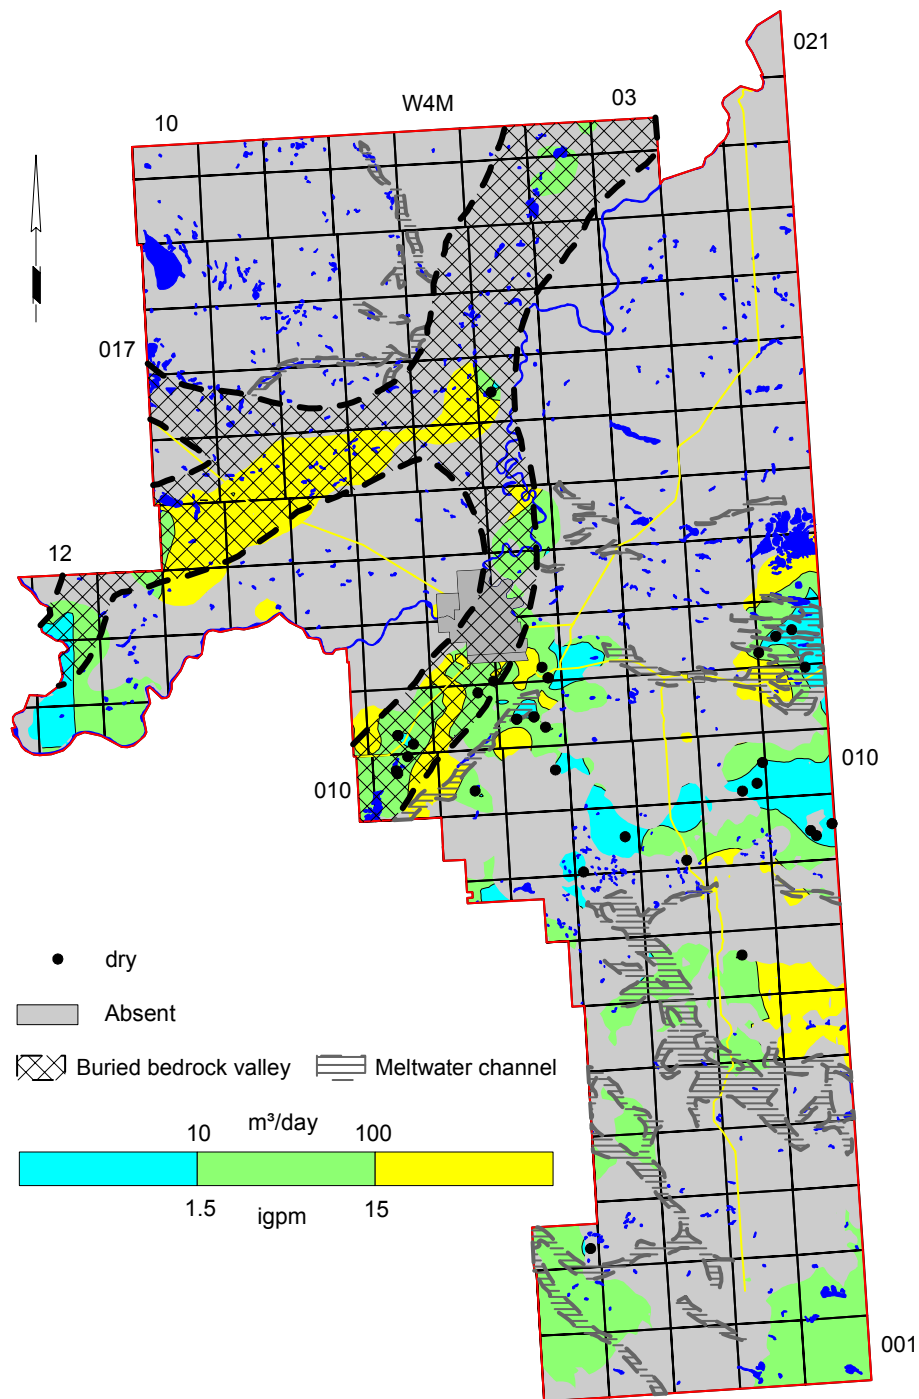 021
W4M
03
10
017
12
010
010
dry
Absent
Buried bedrock valley
Meltwater channel
10 m³/day 100
1.5 igpm 15
001